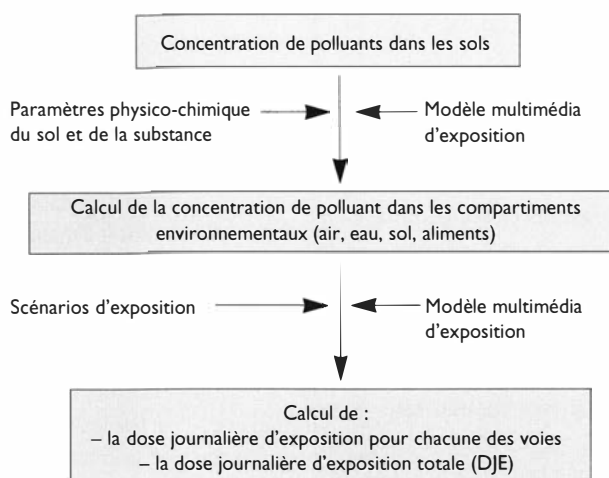 Concentration de polluants dans les sols
Paramètres physico-chimique
du sol et de la substance
Modèle multimédia
d'exposition
Calcul de la concentration de polluant dans les compartiments
environnementaux (air, eau, sol, aliments)
Scénarios d'exposition
Modèle multimédia
d'exposition
Calcul de :
– la dose journalière d'exposition pour chacune des voies
– la dose journalière d'exposition totale (DJE)